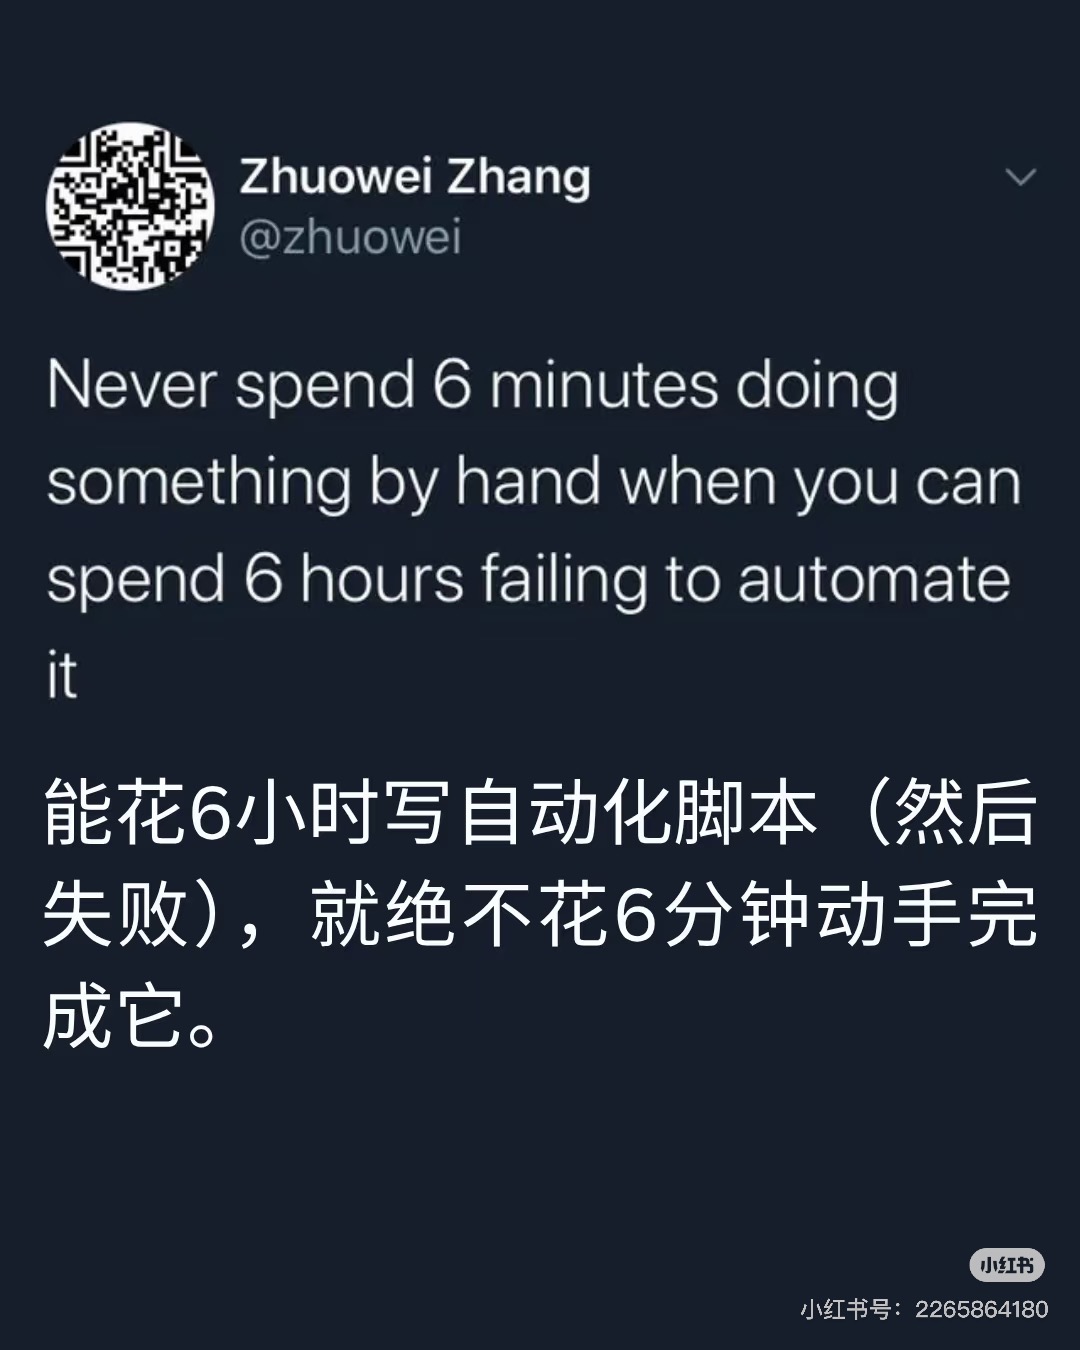 Zhuowei Zhang
@zhuowei
Never spend 6 minutes doing
something by hand when you can
spend 6 hours failing to automate
it
能花6小时写自动化脚本（然后
失败），就绝不花6分钟动手完
成它。
小红书
小红书号：2265864180